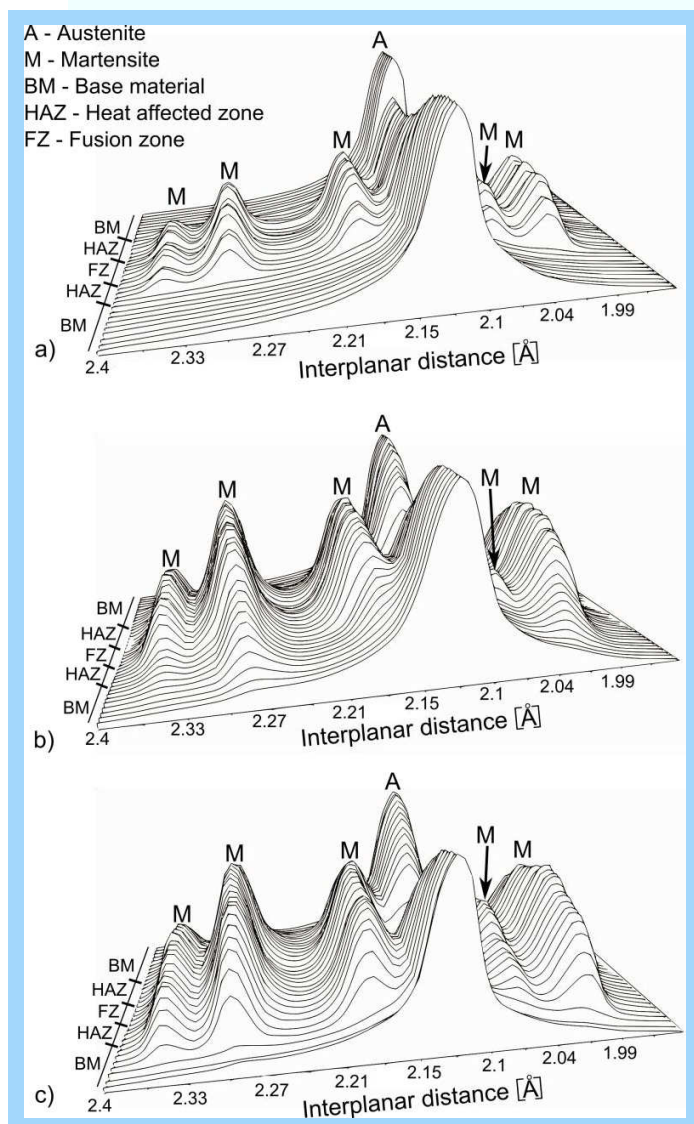 A - Austenite
M - Martensite
BM - Base material
HAZ - Heat affected zone
FZ - Fusion zone
A
M
M
M
M
M
BM
HAZ
FZ
HAZ
BM
a)
2.4
2.33
2.27
2.21
2.15
2.1
2.04
1.99
Interplanar distance [Å]
A
M
M
M
M
M
BM
HAZ
FZ
HAZ
BM
b)
2.4
2.33
2.27
2.21
2.15
2.1
2.04
1.99
Interplanar distance [Å]
A
M
M
M
M
M
BM
HAZ
FZ
HAZ
BM
c)
2.4
2.33
2.27
2.21
2.15
2.1
2.04
1.99
Interplanar distance [Å]